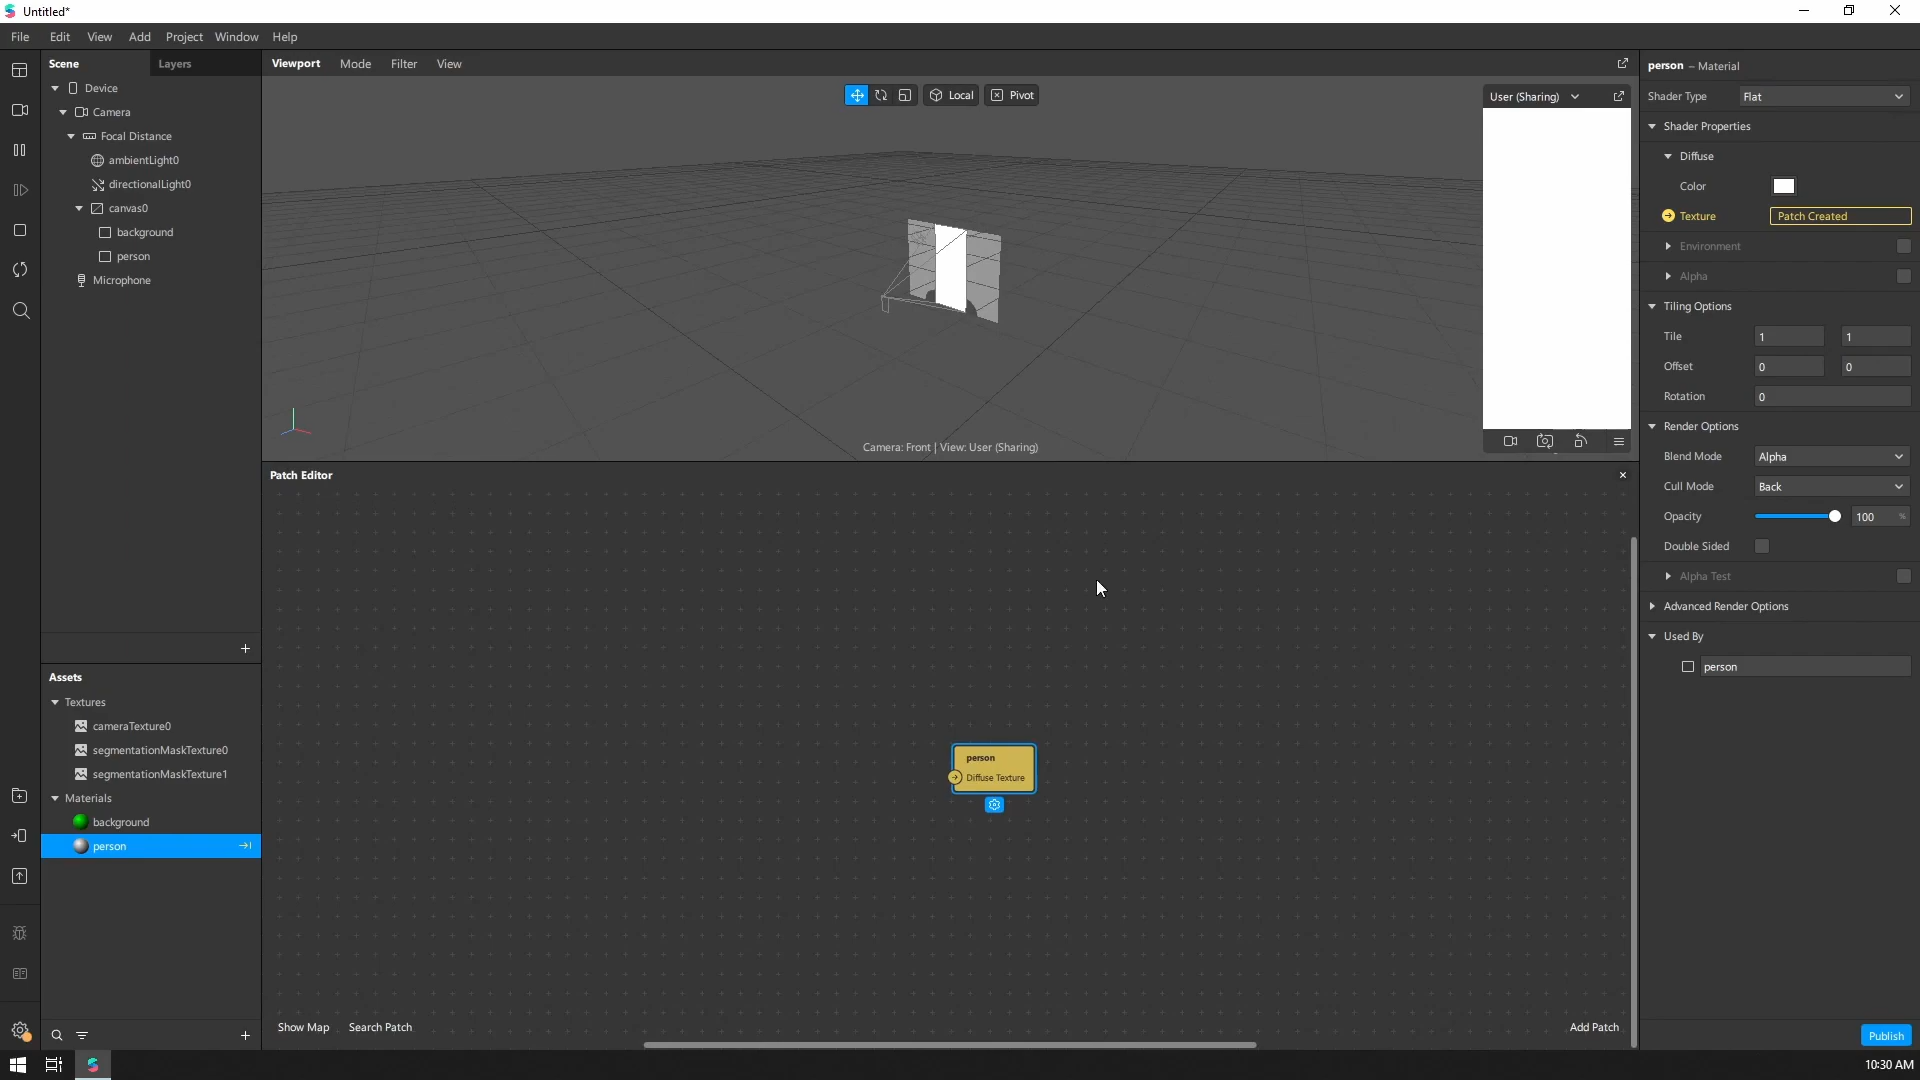 Untitled*
File Edit View Add Project Window Help
Scene Layers
Device
Camera
Focal Distance
ambientLight0
directionalLight0
canvas0
background
person
Microphone
Assets
Textures
cameraTexture0
segmentationMaskTexture0
segmentationMaskTexture1
Materials
background
person
Viewport Mode Filter View
Local Pivot
User (Sharing)
Camera: Front | View: User (Sharing)
Patch Editor
person
Diffuse Texture
Show Map Search Patch
Add Patch
person – Material
Shader Type Flat
Shader Properties
Diffuse
Color
Texture Patch Created
Environment
Alpha
Tiling Options
Tile 1 1
Offset 0 0
Rotation 0
Render Options
Blend Mode Alpha
Cull Mode Back
Opacity 100 %
Double Sided
Alpha Test
Advanced Render Options
Used By
person
Publish
10:30 AM